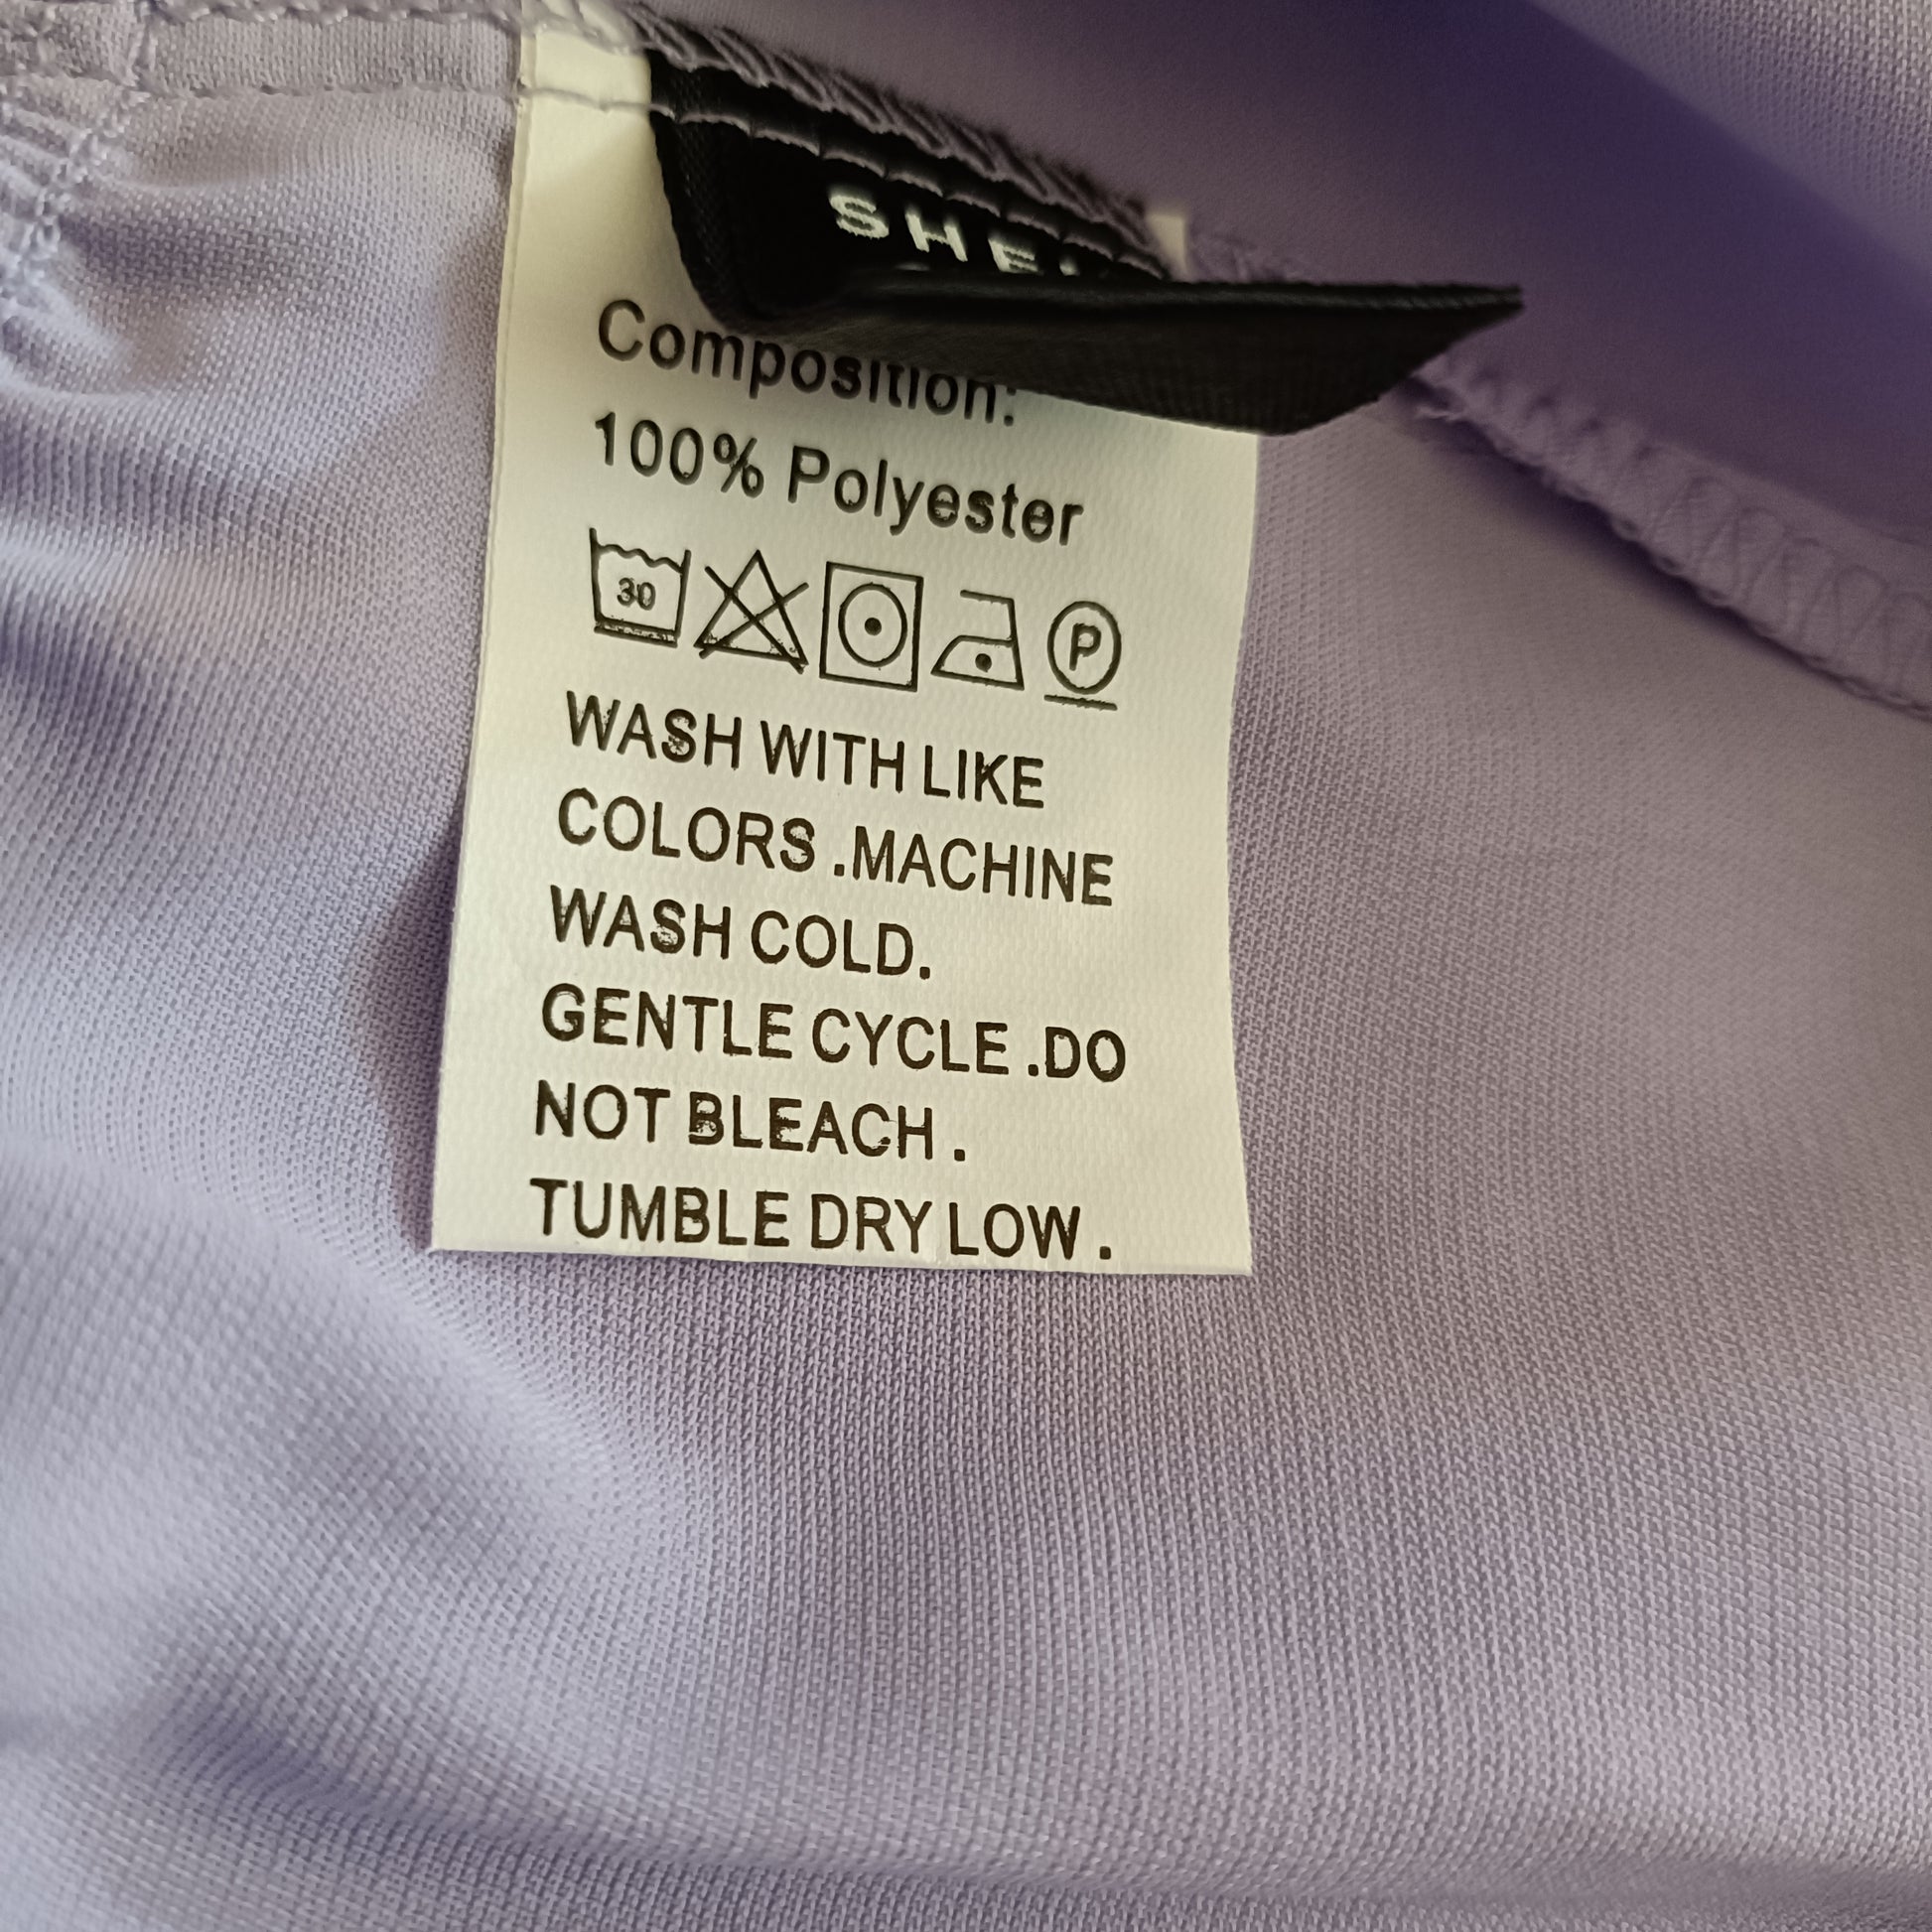 Composition:
100% Polyester
30
P
WASH WITH LIKE
COLORS .MACHINE
WASH COLD.
GENTLE CYCLE .DO
NOT BLEACH .
TUMBLE DRY LOW .